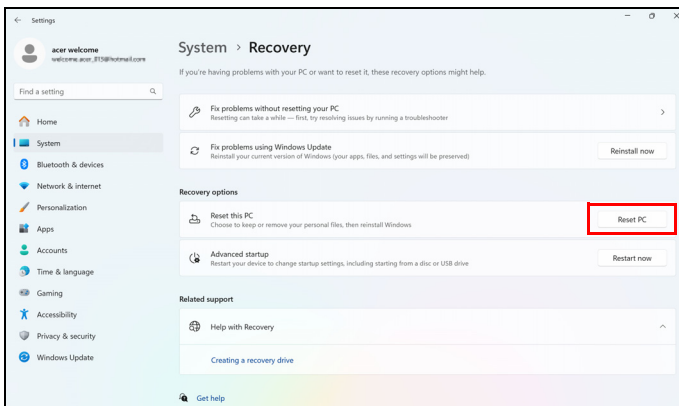 Settings
acer welcome
welcome.acer_015@hotmail.com
Find a setting
Home
System
Bluetooth & devices
Network & internet
Personalization
Apps
Accounts
Time & language
Gaming
Accessibility
Privacy & security
Windows Update
System > Recovery
If you're having problems with your PC or want to reset it, these recovery options might help.
Fix problems without resetting your PC
Resetting can take a while — first, try resolving issues by running a troubleshooter
Fix problems using Windows Update
Reinstall your current version of Windows (your apps, files, and settings will be preserved)
Reinstall now
Recovery options
Reset this PC
Choose to keep or remove your personal files, then reinstall Windows
Reset PC
Advanced startup
Restart your device to change startup settings, including starting from a disc or USB drive
Restart now
Related support
Help with Recovery
Creating a recovery drive
Get help